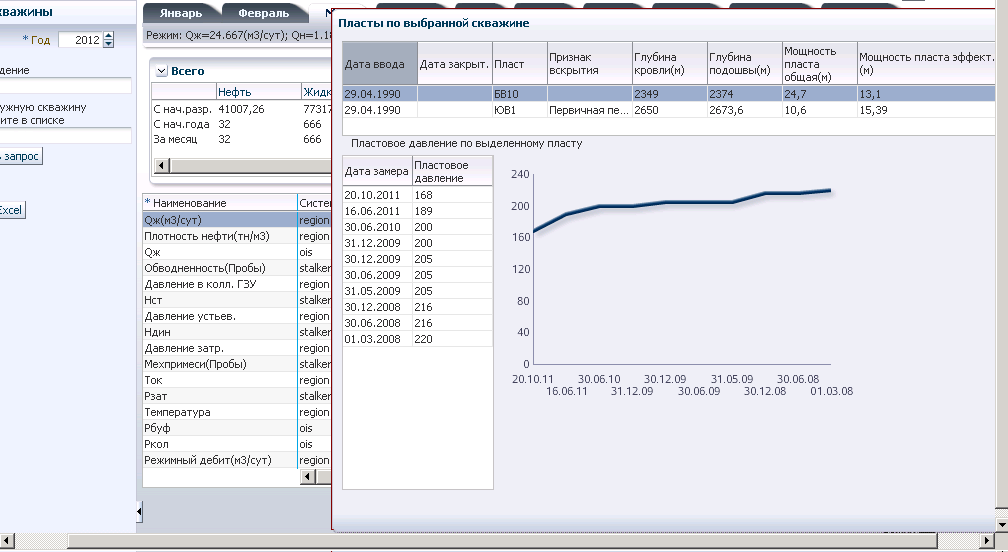 кважины
* Год 2012
дение
ужную скважину
ите в списке
запрос
Excel
Январь Февраль
Режим: Qж=24.667(м3/сут); Qн=1.18
Всего
Нефть Жидк
С нач.разр. 41007,26 77317
С нач.года 32 666
За месяц 32 666
* Наименование Систем
Qж(м3/сут) region
Плотность нефти(тн/м3) region
Qж ois
Обводненность(Пробы) stalker
Давление в колл. ГЗУ region
Нст stalker
Давление устьев. region
Ндин stalker
Давление затр. region
Мехпримеси(Пробы) stalker
Ток region
Рзат stalker
Температура region
Рбуф ois
Ркол ois
Режимный дебит(м3/сут) region
Пласты по выбранной скважине
Дата ввода Дата закрыт. Пласт Признак вскрытия Глубина кровли(м) Глубина подошвы(м) Мощность пласта общая(м) Мощность пласта эффект. (м)
29.04.1990 БВ10 2349 2374 24,7 13,1
29.04.1990 ЮВ1 Первичная пе... 2650 2673,6 10,6 15,39
Пластовое давление по выделенному пласту
Дата замера Пластовое давление
20.10.2011 168
16.06.2011 189
30.06.2010 200
31.12.2009 200
30.12.2009 205
30.06.2009 205
31.05.2009 205
30.12.2008 216
30.06.2008 216
01.03.2008 220
240
200
160
120
80
40
0
20.10.11 30.06.10 30.12.09 31.05.09 30.06.08
16.06.11 31.12.09 30.06.09 30.12.08 01.03.08